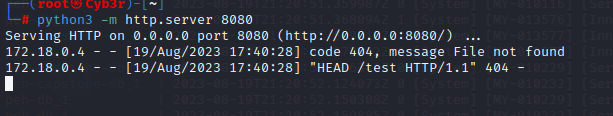 (root㉿Cyb3r)-[~]
# python3 -m http.server 8080
Serving HTTP on 0.0.0.0 port 8080 (http://0.0.0.0:8080/) ...
172.18.0.4 - - [19/Aug/2023 17:40:28] code 404, message File not found
172.18.0.4 - - [19/Aug/2023 17:40:28] "HEAD /test HTTP/1.1" 404 -